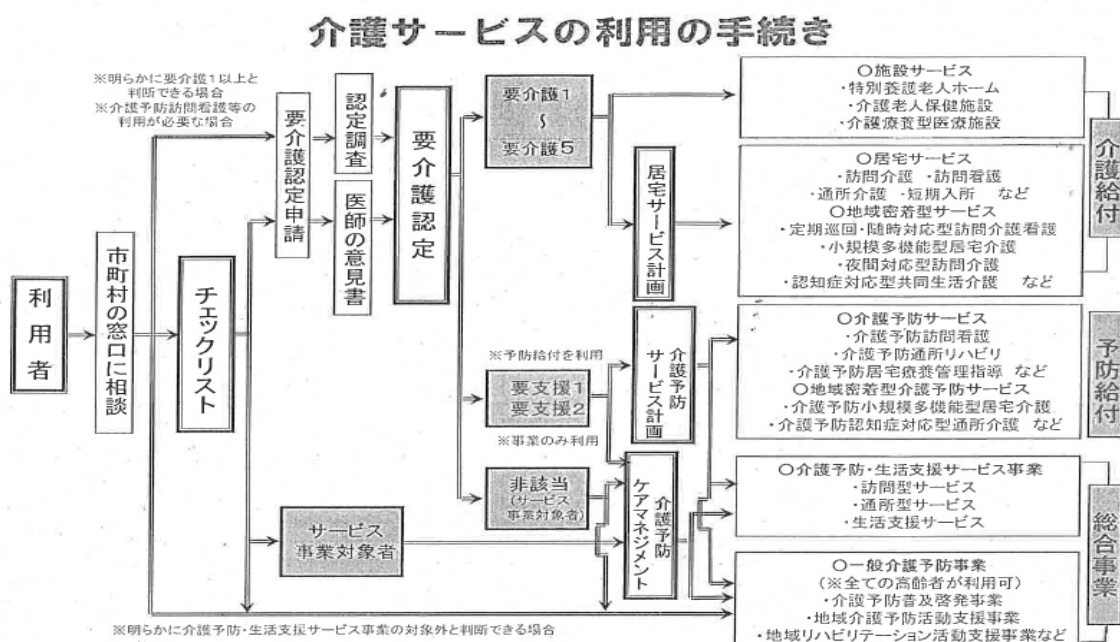 介護サービスの利用の手続き
※明らかに要介護1以上と
判断できる場合
※介護予防訪問看護等の
利用が必要な場合
利用者
市町村の窓口に相談
チェックリスト
要介護認定申請
認定調査
医師の意見書
要介護認定
要介護1
～
要介護5
※予防給付を利用
要支援1
要支援2
※事業のみ利用
非該当
(サービス
事業対象者)
サービス
事業対象者
居宅サービス計画
介護予防
サービス計画
介護予防
ケアマネジメント
○施設サービス
・特別養護老人ホーム
・介護老人保健施設
・介護療養型医療施設
○居宅サービス
・訪問介護 ・訪問看護
・通所介護 ・短期入所 など
○地域密着型サービス
・定期巡回・随時対応型訪問介護看護
・小規模多機能型居宅介護
・夜間対応型訪問介護
・認知症対応型共同生活介護 など
介護給付
○介護予防サービス
・介護予防訪問看護
・介護予防通所リハビリ
・介護予防居宅療養管理指導 など
○地域密着型介護予防サービス
・介護予防小規模多機能型居宅介護
・介護予防認知症対応型通所介護 など
予防給付
○介護予防・生活支援サービス事業
・訪問型サービス
・通所型サービス
・生活支援サービス
○一般介護予防事業
(※全ての高齢者が利用可)
・介護予防普及啓発事業
・地域介護予防活動支援事業
・地域リハビリテーション活動支援事業など
総合事業
※明らかに介護予防・生活支援サービス事業の対象外と判断できる場合